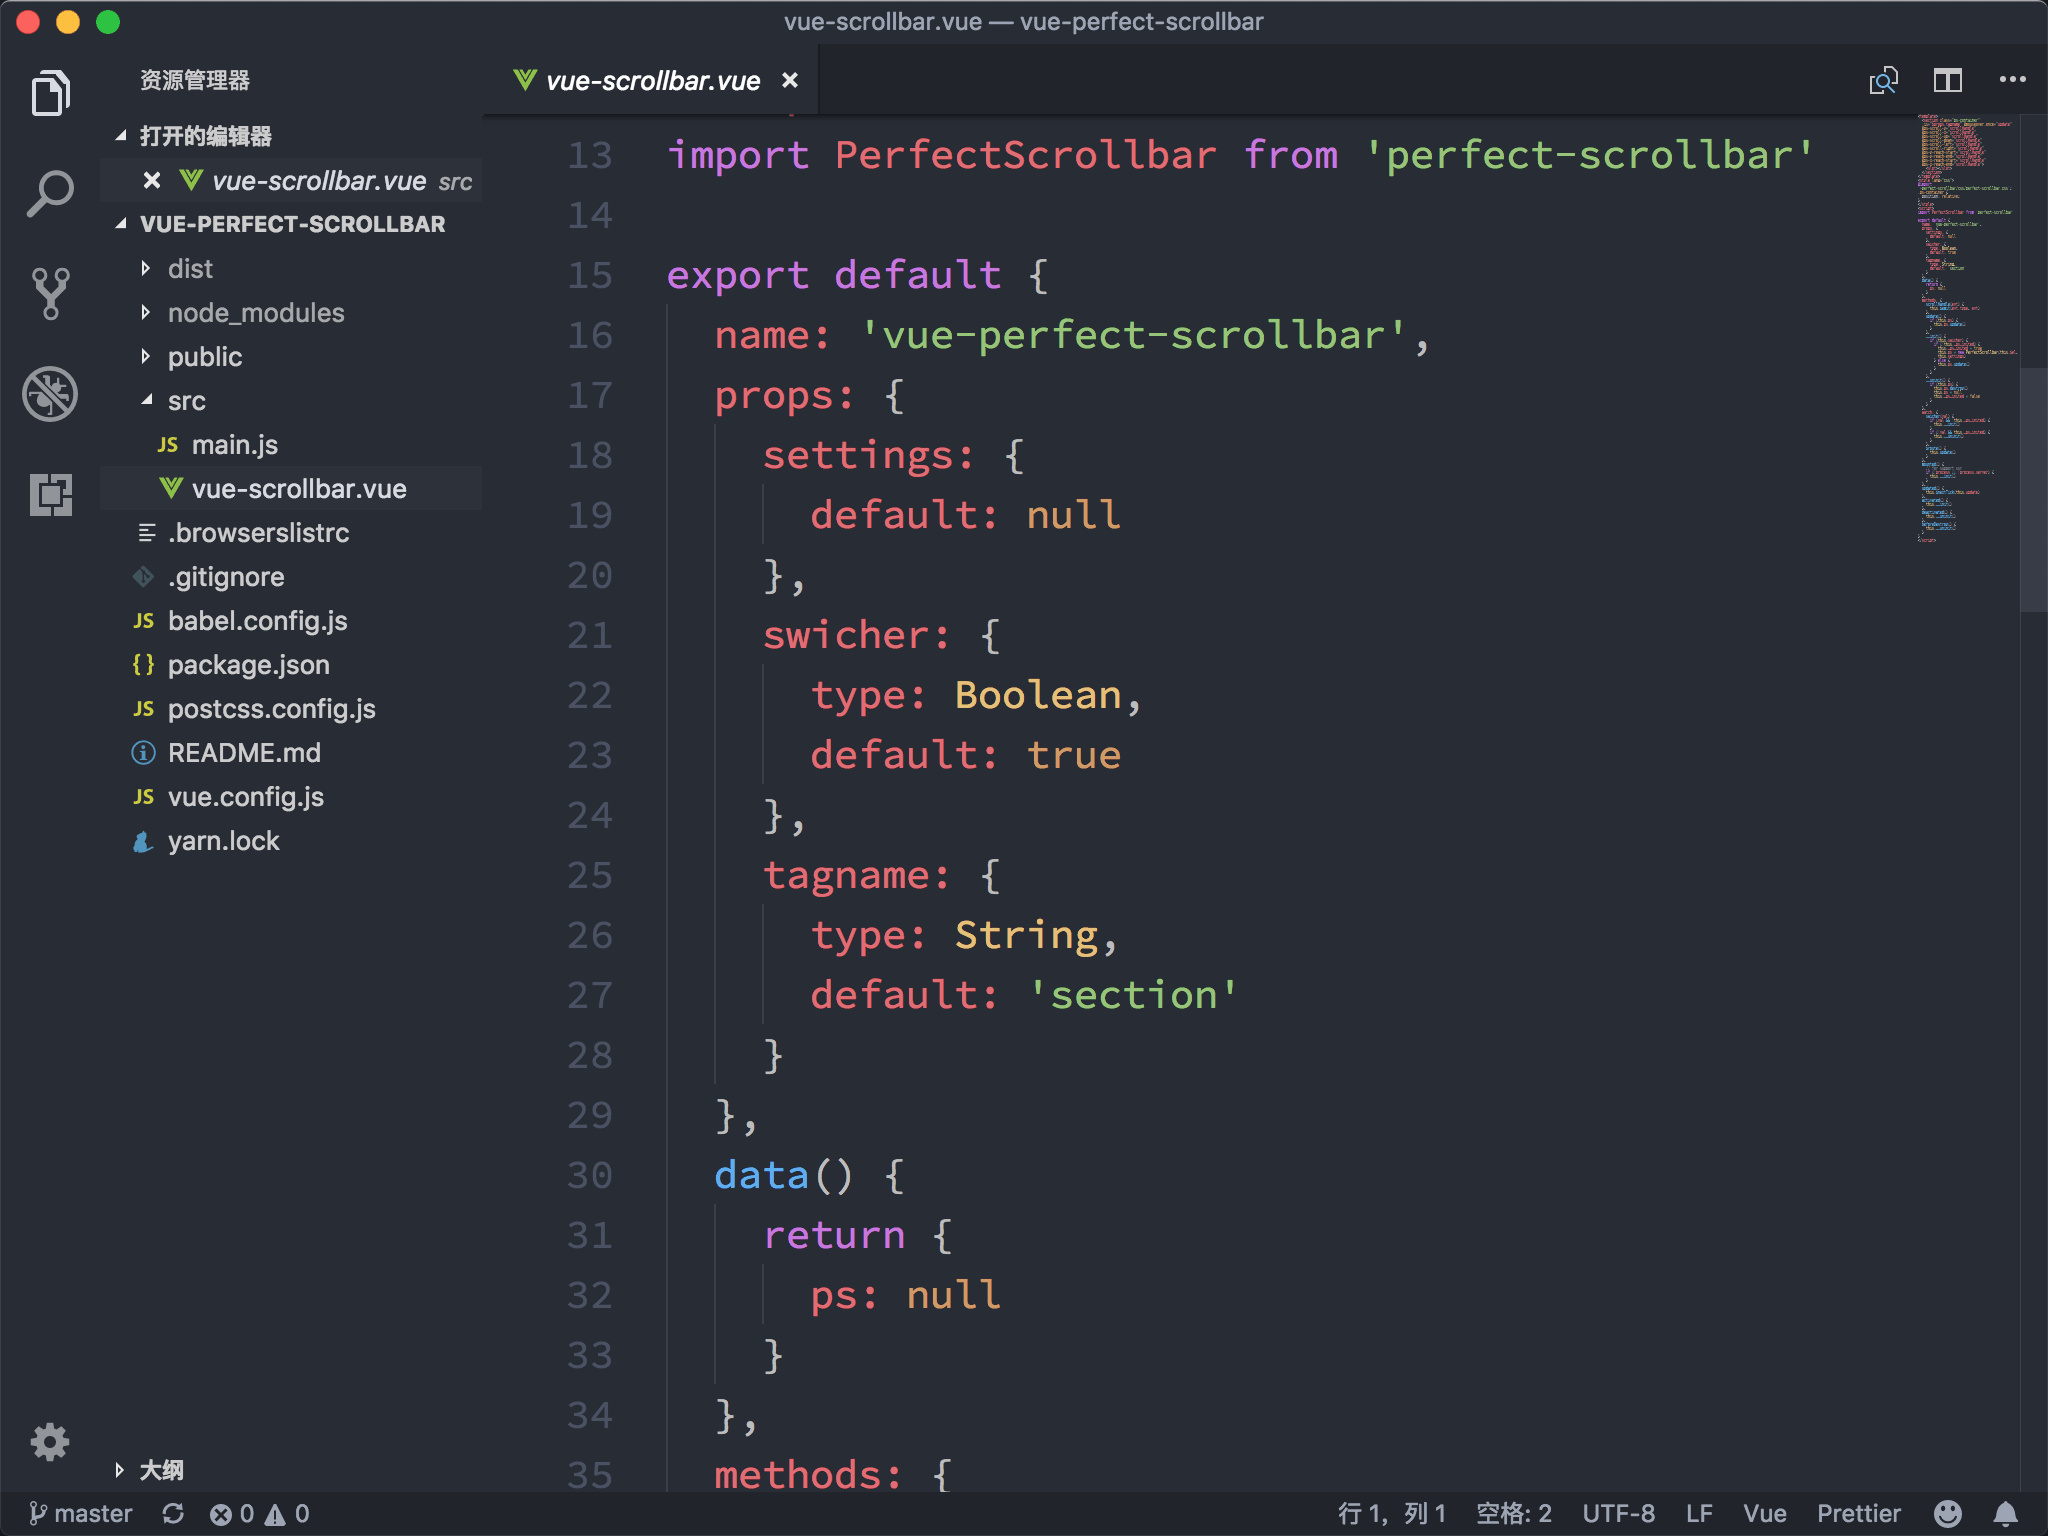 vue-scrollbar.vue — vue-perfect-scrollbar
资源管理器
打开的编辑器
vue-scrollbar.vue src
VUE-PERFECT-SCROLLBAR
dist
node_modules
public
src
JS main.js
vue-scrollbar.vue
.browserslistrc
.gitignore
JS babel.config.js
{} package.json
JS postcss.config.js
README.md
JS vue.config.js
yarn.lock
大纲
vue-scrollbar.vue
13 import PerfectScrollbar from 'perfect-scrollbar'
14
15 export default {
16 name: 'vue-perfect-scrollbar',
17 props: {
18 settings: {
19 default: null
20 },
21 swicher: {
22 type: Boolean,
23 default: true
24 },
25 tagname: {
26 type: String,
27 default: 'section'
28 }
29 },
30 data() {
31 return {
32 ps: null
33 }
34 },
35 methods: {
master 0 0 行 1, 列 1 空格: 2 UTF-8 LF Vue Prettier